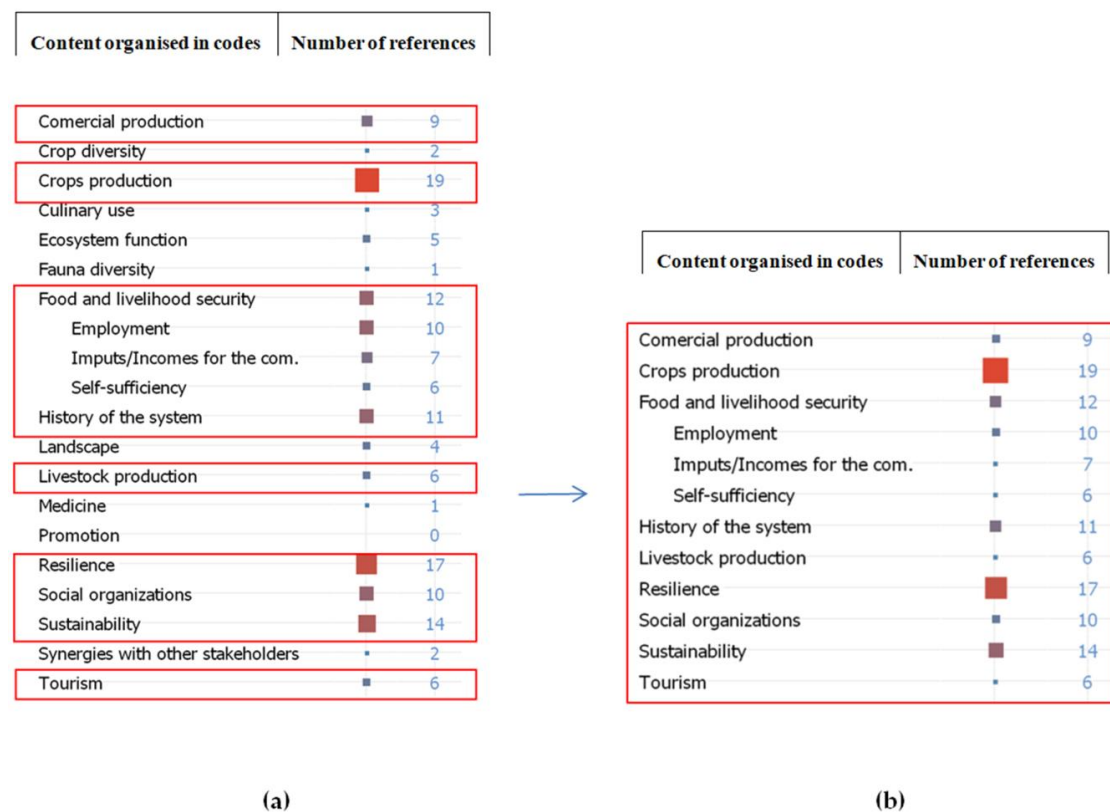 Content organised in codes Number of references
Comercial production 9
Crop diversity 2
Crops production 19
Culinary use 3
Ecosystem function 5
Fauna diversity 1
Food and livelihood security 12
Employment 10
Imputs/Incomes for the com. 7
Self-sufficiency 6
History of the system 11
Landscape 4
Livestock production 6
Medicine 1
Promotion 0
Resilience 17
Social organizations 10
Sustainability 14
Synergies with other stakeholders 2
Tourism 6
(a)
Content organised in codes Number of references
Comercial production 9
Crops production 19
Food and livelihood security 12
Employment 10
Imputs/Incomes for the com. 7
Self-sufficiency 6
History of the system 11
Livestock production 6
Resilience 17
Social organizations 10
Sustainability 14
Tourism 6
(b)